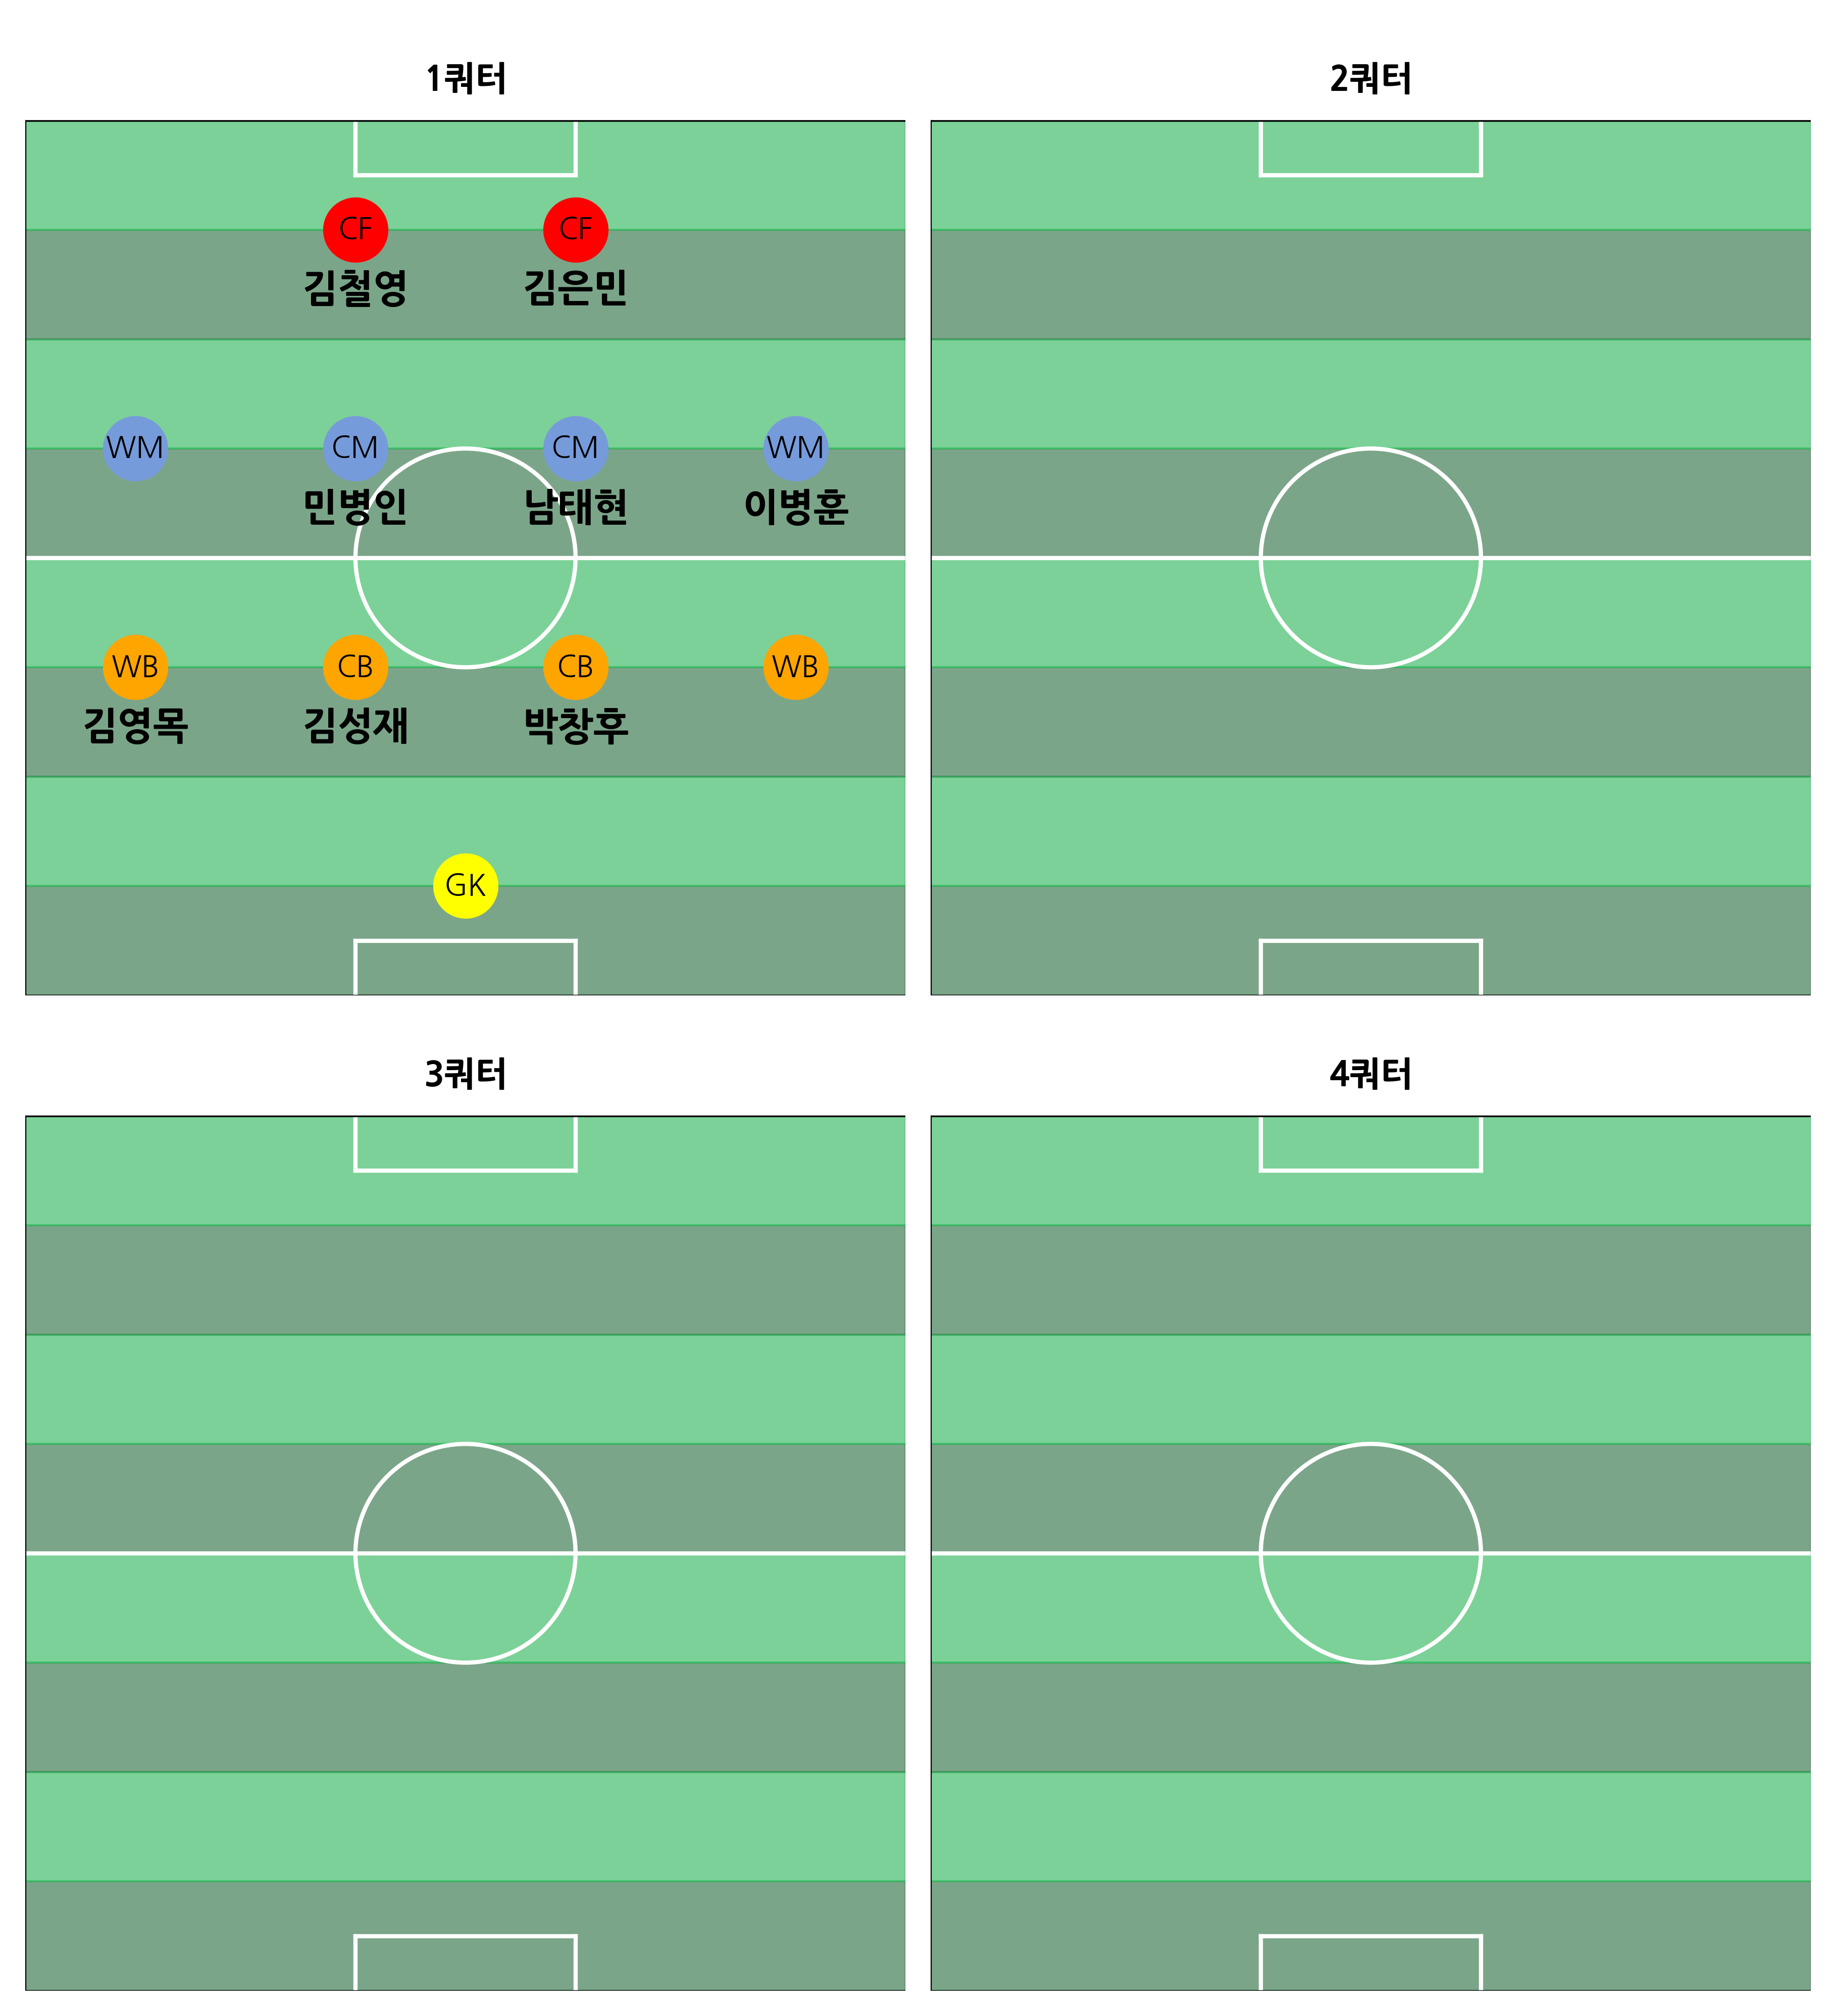 1쿼터
2쿼터
CF CF
김철영 김은민
WM CM CM WM
민병인 남태현 이병훈
WB CB CB WB
김영목 김성재 박창후
GK
3쿼터
4쿼터